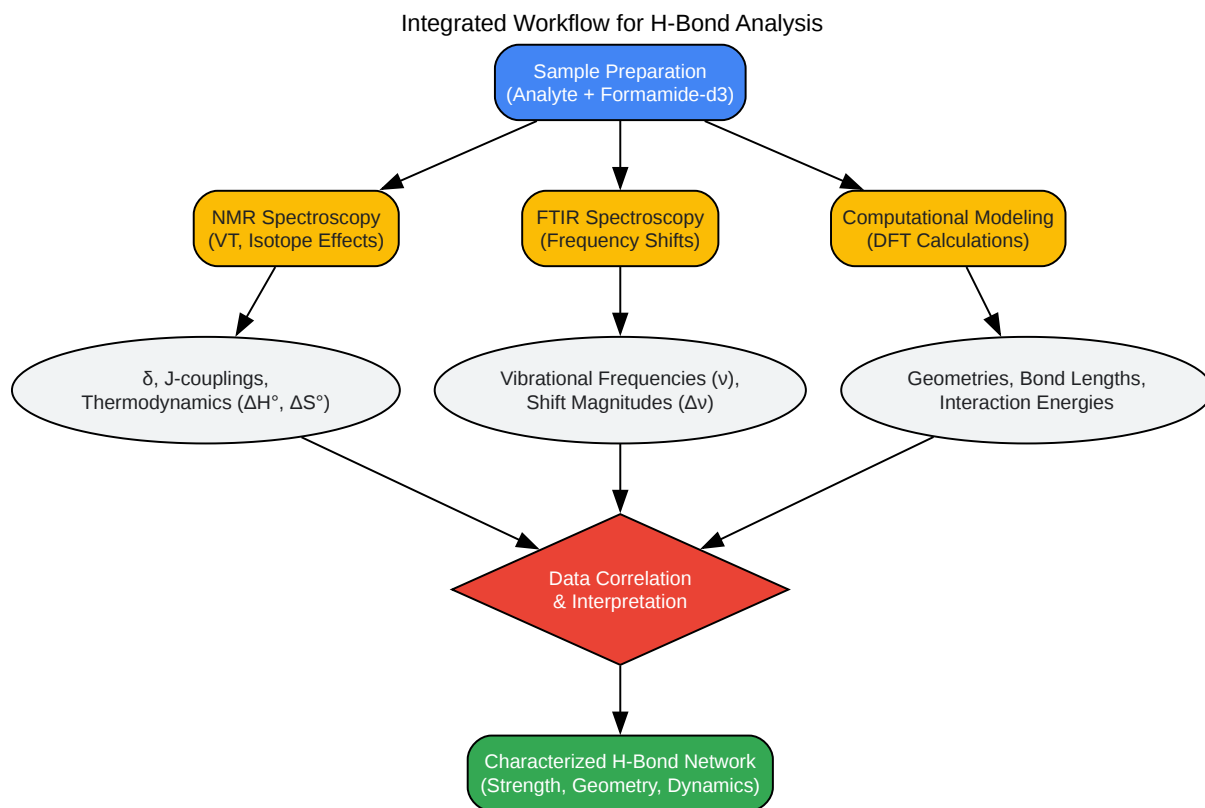 Integrated Workflow for H-Bond Analysis
Sample Preparation
(Analyte + Formamide-d3)
NMR Spectroscopy
(VT, Isotope Effects)
FTIR Spectroscopy
(Frequency Shifts)
Computational Modeling
(DFT Calculations)
δ, J-couplings,
Thermodynamics (ΔH°, ΔS°)
Vibrational Frequencies (ν),
Shift Magnitudes (Δν)
Geometries, Bond Lengths,
Interaction Energies
Data Correlation
& Interpretation
Characterized H-Bond Network
(Strength, Geometry, Dynamics)